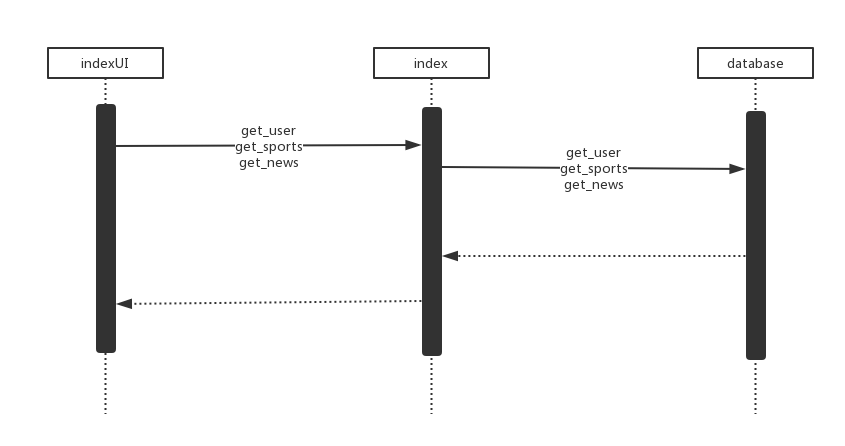 indexUI
index
database
get_user
get_sports
get_news
get_user
get_sports
get_news